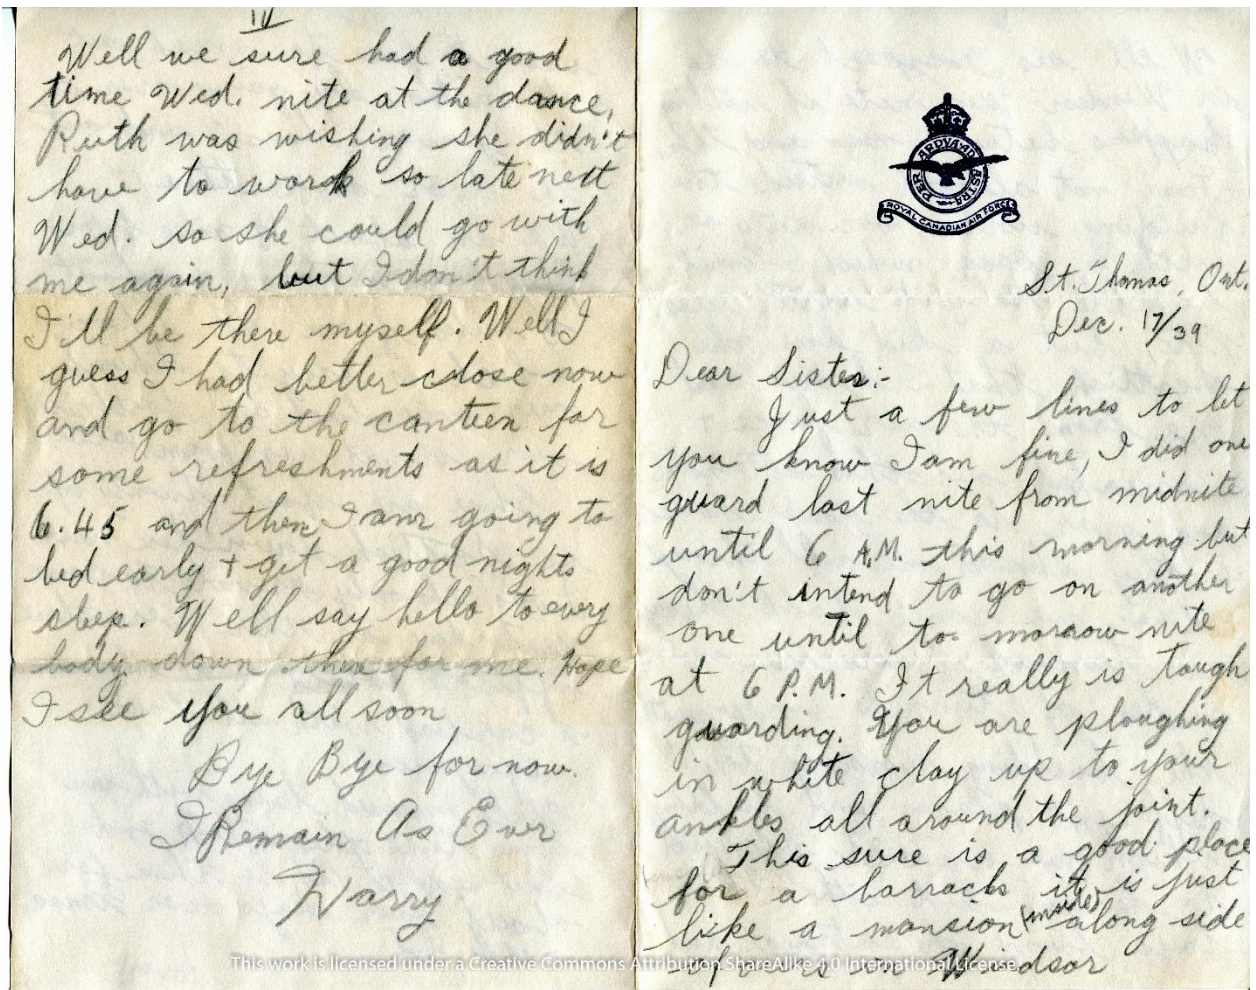 IV
Well we sure had a good
time Wed. nite at the dance,
Ruth was wishing she didn't
have to work so late next
Wed. so she could go with
me again, but I don't think
I'll be there myself. Well I
guess I had better close now
and go to the canteen for
some refreshments as it is
6.45 and then I am going to
bed early + get a good nights
sleep. Well say hello to every
body down there for me. Hope
I see you all soon
Bye Bye for now.
I Remain As Ever
Harry
PER ARDVA AD ASTRA
ROYAL CANADIAN AIR FORCE
St. Thomas, Ont.
Dec. 17/39
Dear Sister:-
Just a few lines to let
you know I am fine, I did one
guard last nite from midnite
until 6 A.M. this morning but
don't intend to go on another
one until to-morrow nite
at 6 P.M. It really is tough
guarding. You are ploughing
in white clay up to your
ankles all around the joint.
This sure is a good place
for a barracks it is just
like a mansion (inside) along side
of ours in Windsor
This work is licensed under a Creative Commons Attribution ShareAlike 4.0 International License.